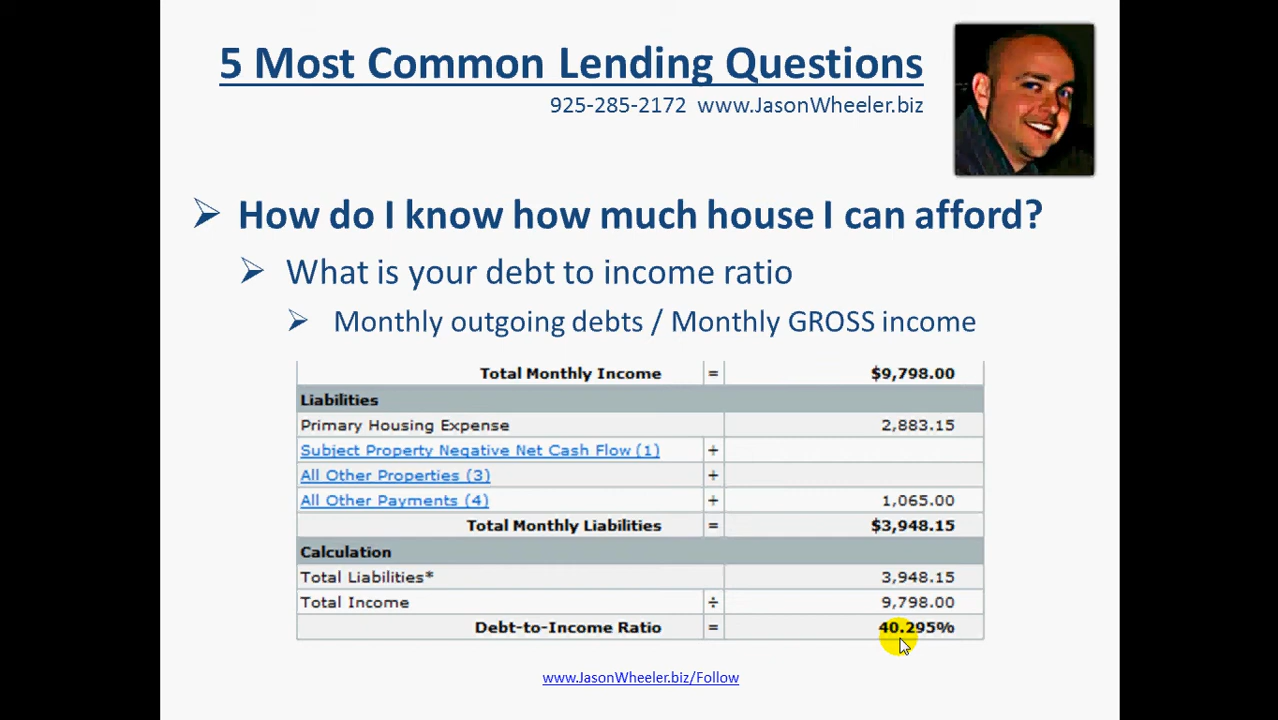 5 Most Common Lending Questions
925-285-2172 www.JasonWheeler.biz
How do I know how much house I can afford?
What is your debt to income ratio
Monthly outgoing debts / Monthly GROSS income
Total Monthly Income = $9,798.00
Liabilities
Primary Housing Expense 2,883.15
Subject Property Negative Net Cash Flow (1) +
All Other Properties (3) +
All Other Payments (4) + 1,065.00
Total Monthly Liabilities = $3,948.15
Calculation
Total Liabilities* 3,948.15
Total Income ÷ 9,798.00
Debt-to-Income Ratio = 40.295%
www.JasonWheeler.biz/Follow